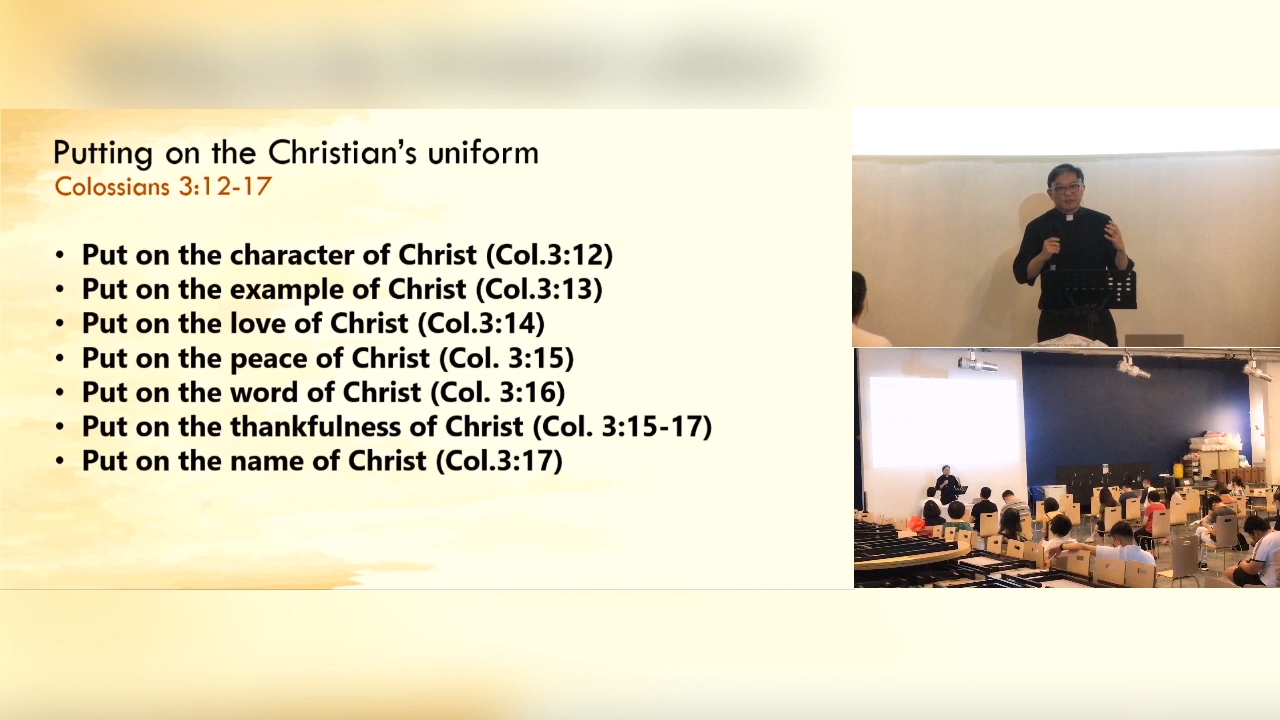 Putting on the Christian’s uniform
Colossians 3:12-17
• Put on the character of Christ (Col.3:12)
• Put on the example of Christ (Col.3:13)
• Put on the love of Christ (Col.3:14)
• Put on the peace of Christ (Col. 3:15)
• Put on the word of Christ (Col. 3:16)
• Put on the thankfulness of Christ (Col. 3:15-17)
• Put on the name of Christ (Col.3:17)